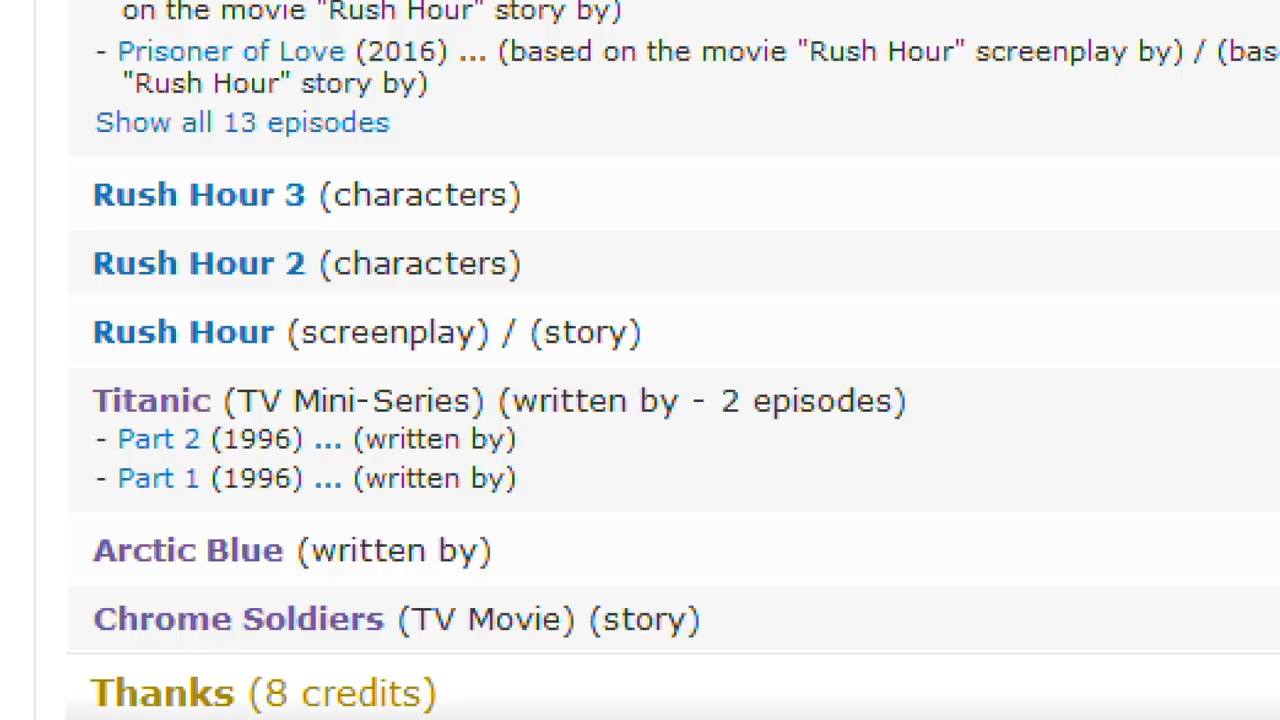 on the movie "Rush Hour" story by)
- Prisoner of Love (2016) ... (based on the movie "Rush Hour" screenplay by) / (bas
"Rush Hour" story by)
Show all 13 episodes
Rush Hour 3 (characters)
Rush Hour 2 (characters)
Rush Hour (screenplay) / (story)
Titanic (TV Mini-Series) (written by - 2 episodes)
- Part 2 (1996) ... (written by)
- Part 1 (1996) ... (written by)
Arctic Blue (written by)
Chrome Soldiers (TV Movie) (story)
Thanks (8 credits)